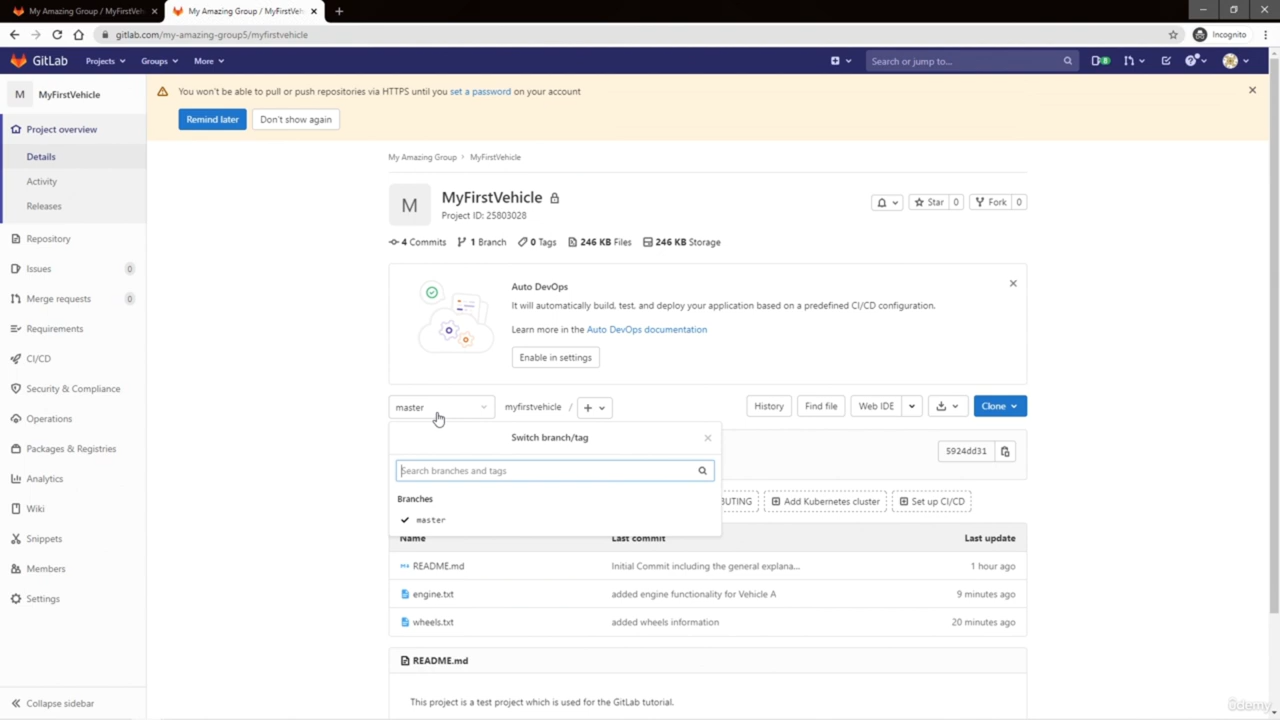 My Amazing Group / MyFirstVeh
My Amazing Group / MyFirstVeh
gitlab.com/my-amazing-group5/myfirstvehicle
Incognito
GitLab
Projects
Groups
More
Search or jump to...
M
MyFirstVehicle
You won't be able to pull or push repositories via HTTPS until you set a password on your account
Remind later
Don't show again
Project overview
Details
Activity
Releases
Repository
Issues
0
Merge requests
0
Requirements
CI/CD
Security & Compliance
Operations
Packages & Registries
Analytics
Wiki
Snippets
Members
Settings
Collapse sidebar
My Amazing Group > MyFirstVehicle
M
MyFirstVehicle
Project ID: 25803028
Star 0
Fork 0
4 Commits 1 Branch 0 Tags 246 KB Files 246 KB Storage
Auto DevOps
It will automatically build, test, and deploy your application based on a predefined CI/CD configuration.
Learn more in the Auto DevOps documentation
Enable in settings
master
myfirstvehicle /
History
Find file
Web IDE
Clone
Switch branch/tag
Search branches and tags
Branches
master
5924dd31
BUTING
Add Kubernetes cluster
Set up CI/CD
Name Last commit Last update
README.md Initial Commit including the general explana... 1 hour ago
engine.txt added engine functionality for Vehicle A 9 minutes ago
wheels.txt added wheels information 20 minutes ago
README.md
This project is a test project which is used for the GitLab tutorial.
ûdemy